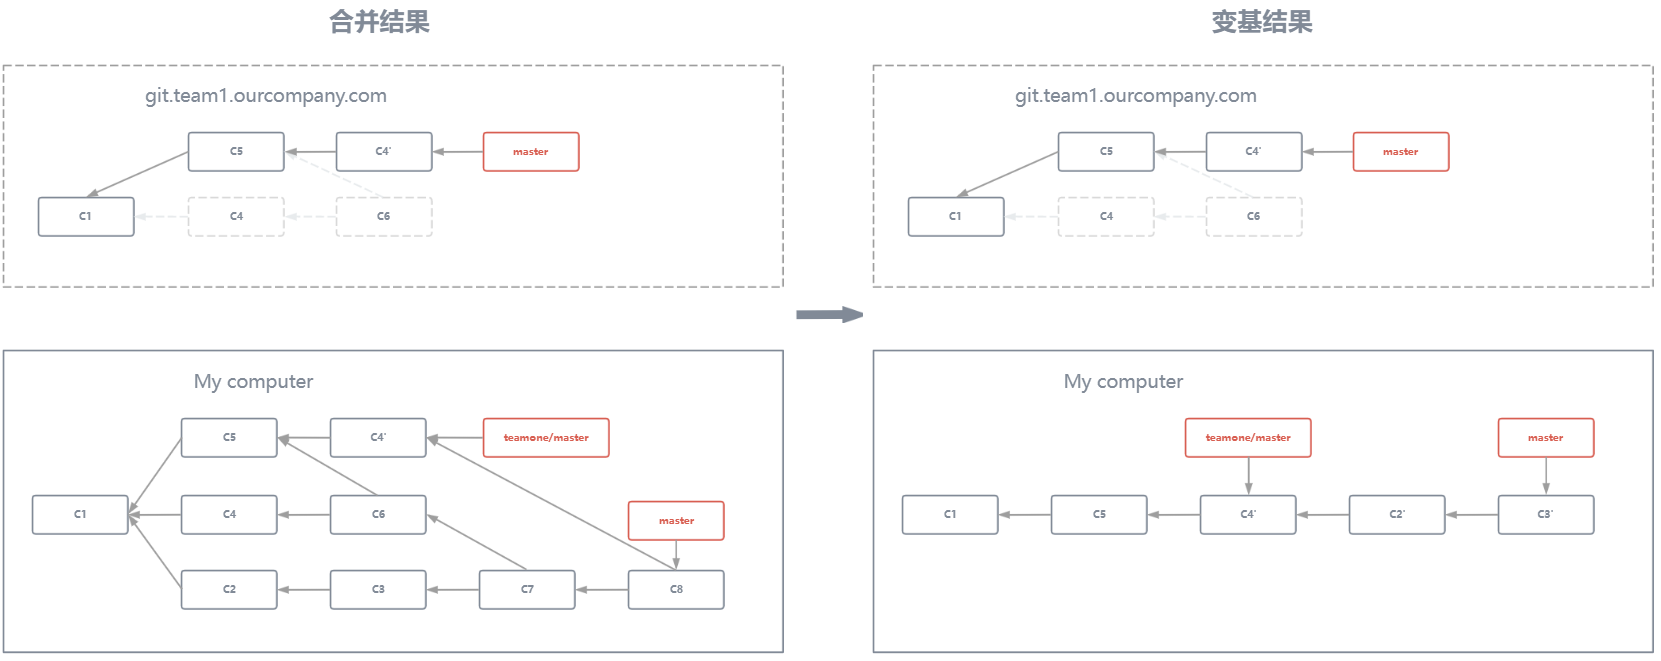 合并结果
git.team1.ourcompany.com
C5
C4'
master
C1
C4
C6
My computer
C5
C4'
teamone/master
C1
C4
C6
master
C2
C3
C7
C8
变基结果
git.team1.ourcompany.com
C5
C4'
master
C1
C4
C6
My computer
teamone/master
master
C1
C5
C4'
C2'
C3'